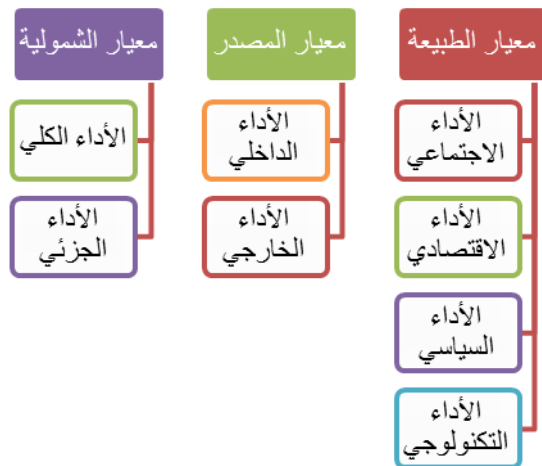 معيار الطبيعة
الأداء
الاجتماعي
الأداء
الاقتصادي
الأداء
السياسي
الأداء
التكنولوجي
معيار المصدر
الأداء
الداخلي
الأداء
الخارجي
معيار الشمولية
الأداء الكلي
الأداء
الجزئي